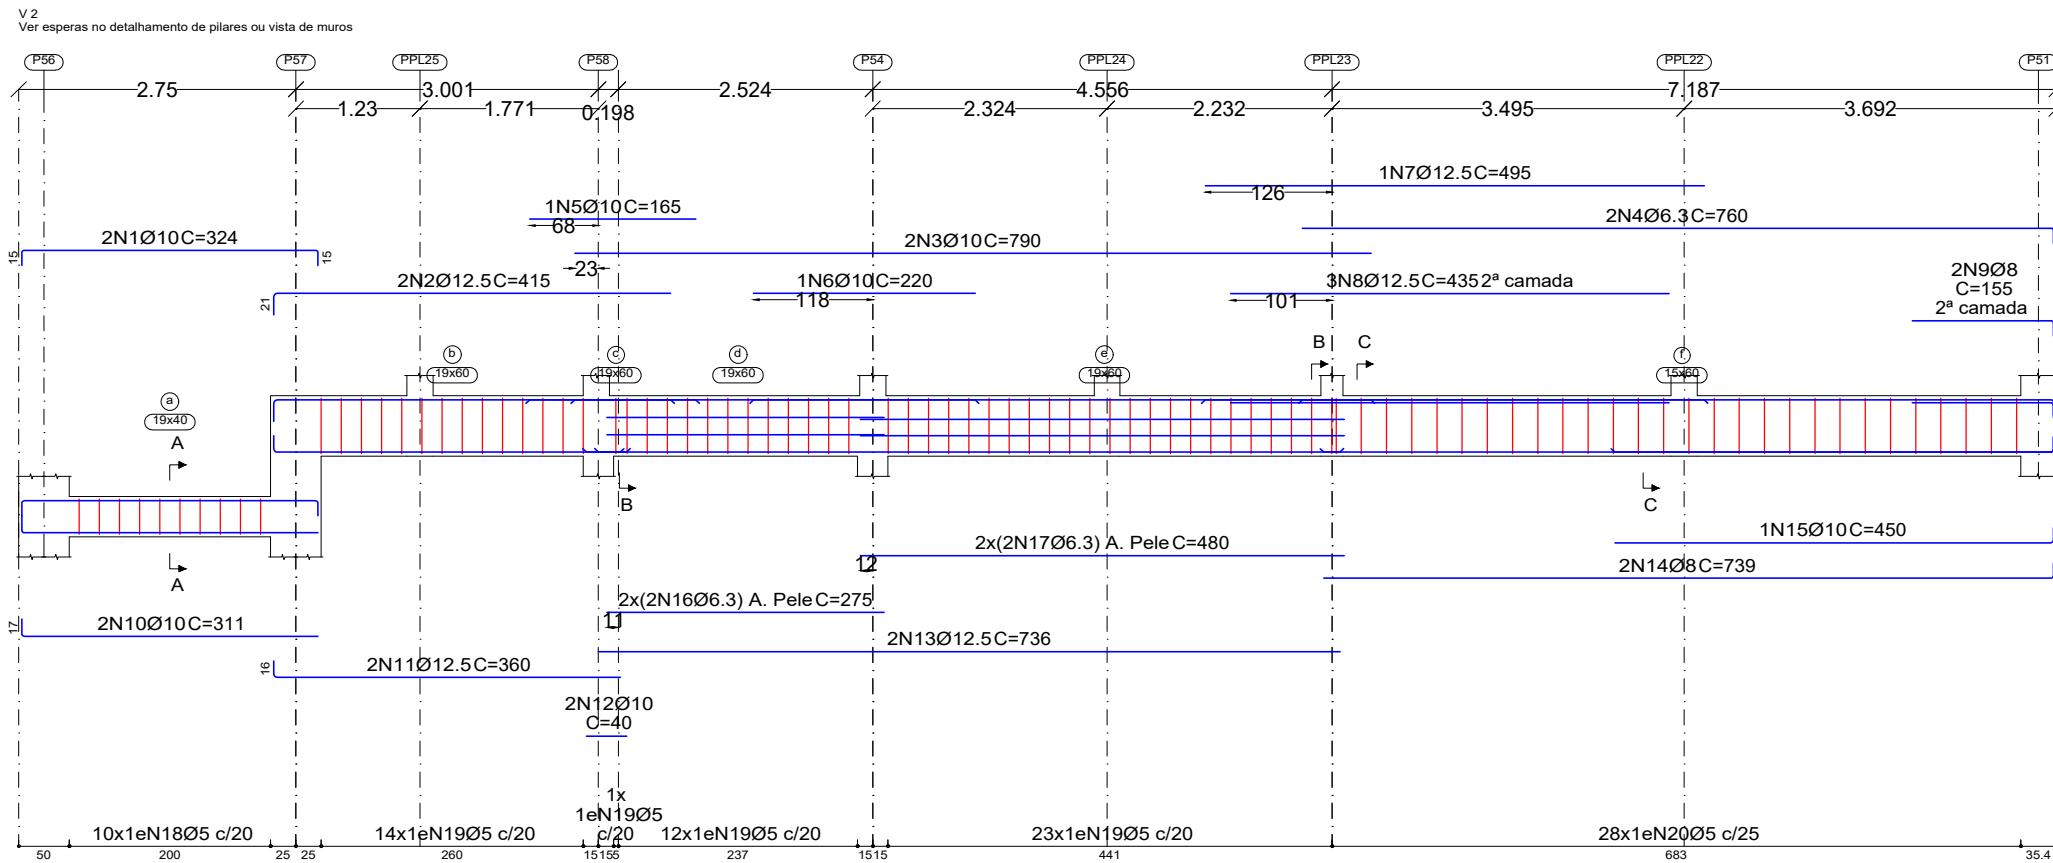 V 2
Ver esperas no detalhamento de pilares ou vista de muros
P56 P57 PPL25 P58 P54 PPL24 PPL23 PPL22 P51
2.75 3.001 2.524 4.556 7.187
1.23 1.771 0.198 2.324 2.232 3.495 3.692
1N7Ø12.5C=495
126
1N5Ø10C=165
68
2N4Ø6.3C=760
2N1Ø10C=324
15
15
2N3Ø10C=790
23
2N2Ø12.5C=415
21
1N6Ø10C=220
118
3N8Ø12.5C=435 2ª camada
101
2N9Ø8
C=155
2ª camada
B C
b c d e f
19x60 19x60 19x60 19x60 15x60
a
19x40
A
B C
A
1N15Ø10C=450
2x(2N17Ø6.3) A. Pele C=480
12
2N14Ø8C=739
2x(2N16Ø6.3) A. Pele C=275
11
2N10Ø10C=311
17
2N13Ø12.5C=736
2N11Ø12.5C=360
16
2N12Ø10
C=40
1x
1eN19Ø5
c/20
10x1eN18Ø5 c/20 14x1eN19Ø5 c/20 12x1eN19Ø5 c/20 23x1eN19Ø5 c/20 28x1eN20Ø5 c/25
50 200 25 25 260 15 15 5 237 15 15 441 683 35.4